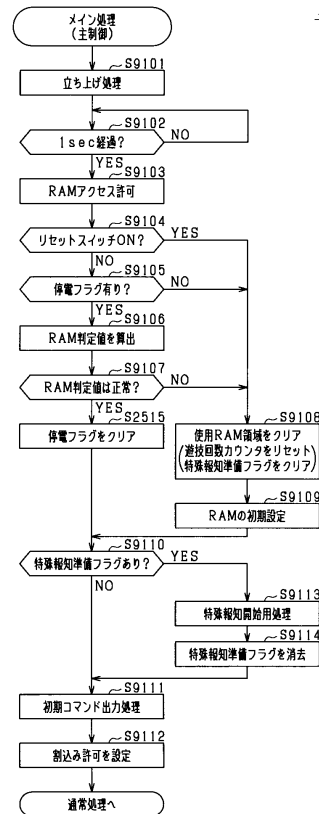 メイン処理
(主制御)
S9101
立ち上げ処理
S9102
1sec経過?
NO
YES
S9103
RAMアクセス許可
S9104
リセットスイッチON?
YES
NO
S9105
停電フラグ有り?
NO
YES
S9106
RAM判定値を算出
S9107
RAM判定値は正常?
NO
YES
S2515
停電フラグをクリア
S9108
使用RAM領域をクリア
(遊技回数カウンタをリセット
特殊報知準備フラグをクリア)
S9109
RAMの初期設定
S9110
特殊報知準備フラグあり?
YES
NO
S9113
特殊報知開始用処理
S9114
特殊報知準備フラグを消去
S9111
初期コマンド出力処理
S9112
割込み許可を設定
通常処理へ